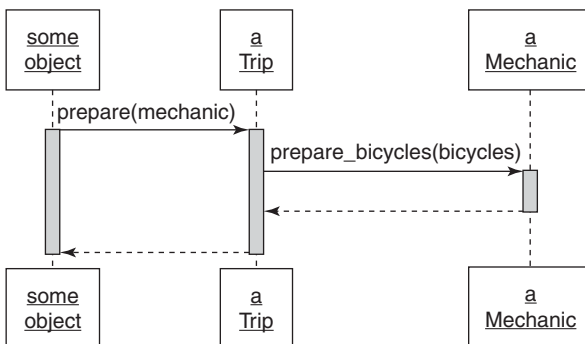 some
object
a
Trip
a
Mechanic
prepare(mechanic)
prepare_bicycles(bicycles)
some
object
a
Trip
a
Mechanic